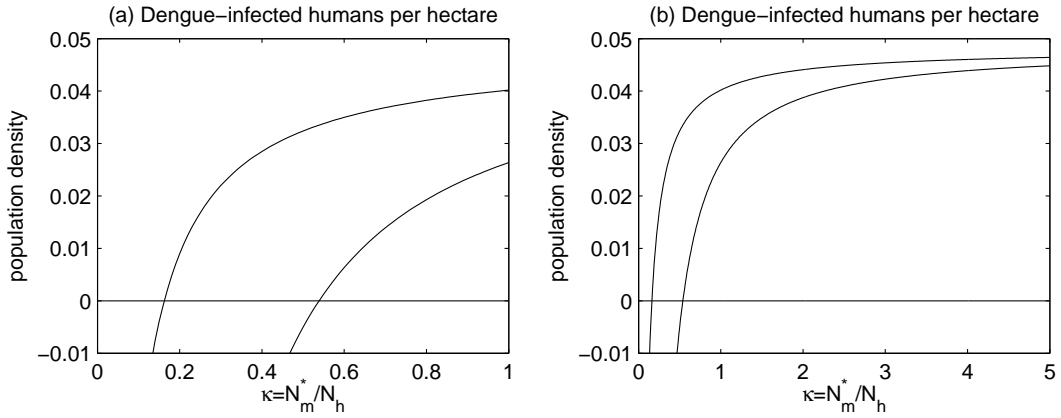 (a) Dengue−infected humans per hectare
0.05
0.04
0.03
0.02
0.01
0
−0.01
population density
0 0.2 0.4 0.6 0.8 1
κ=N*m/Nh
(b) Dengue−infected humans per hectare
0.05
0.04
0.03
0.02
0.01
0
−0.01
population density
0 1 2 3 4 5
κ=N*m/Nh